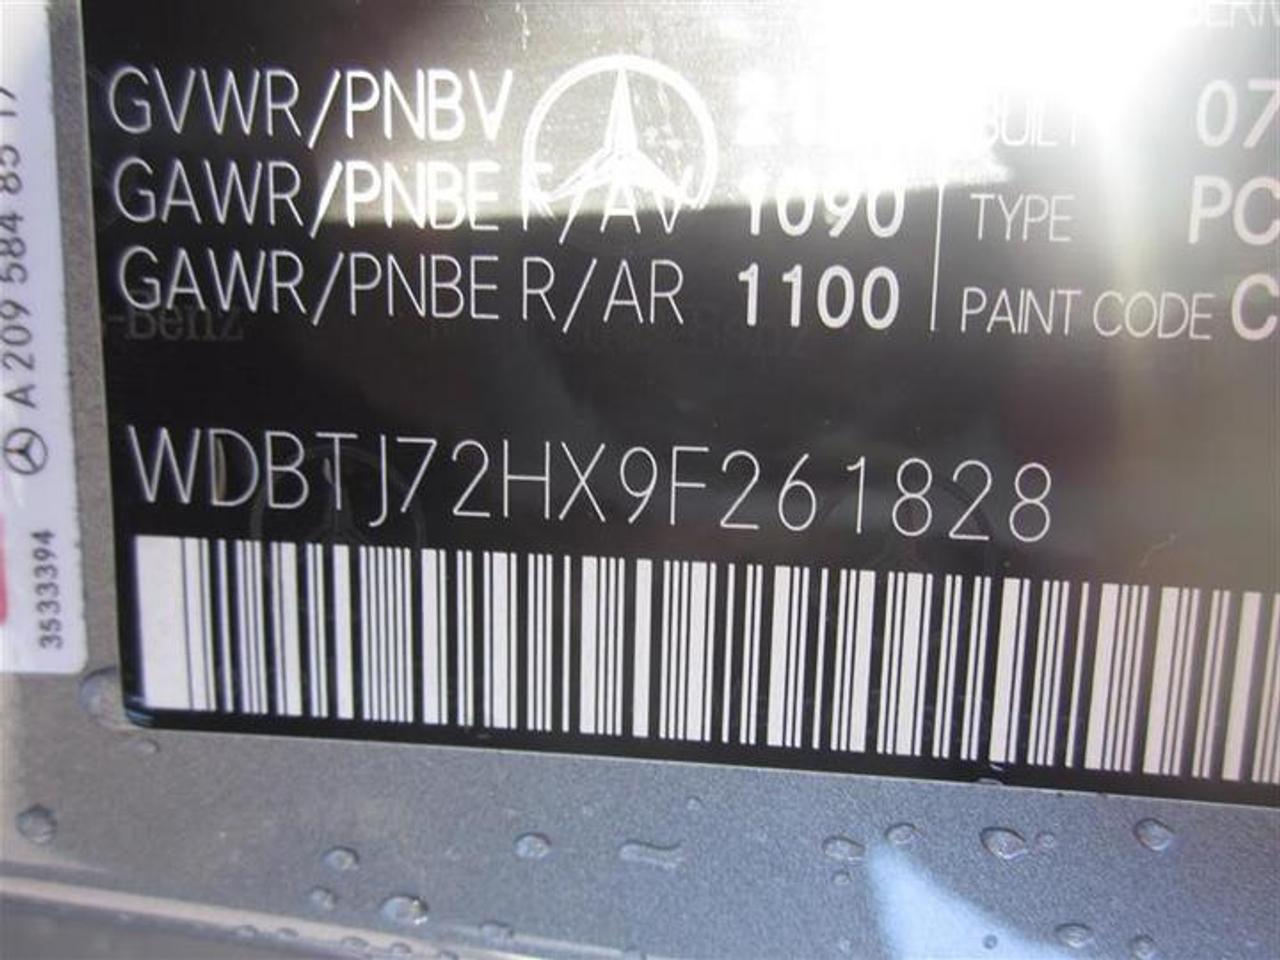 GVWR/PNBV BUILT 07
GAWR/PNBE F/AV 1090 TYPE PC
GAWR/PNBE R/AR 1100 PAINT CODE C
WDBTJ72HX9F261828
A 209 584 85 17
3533394